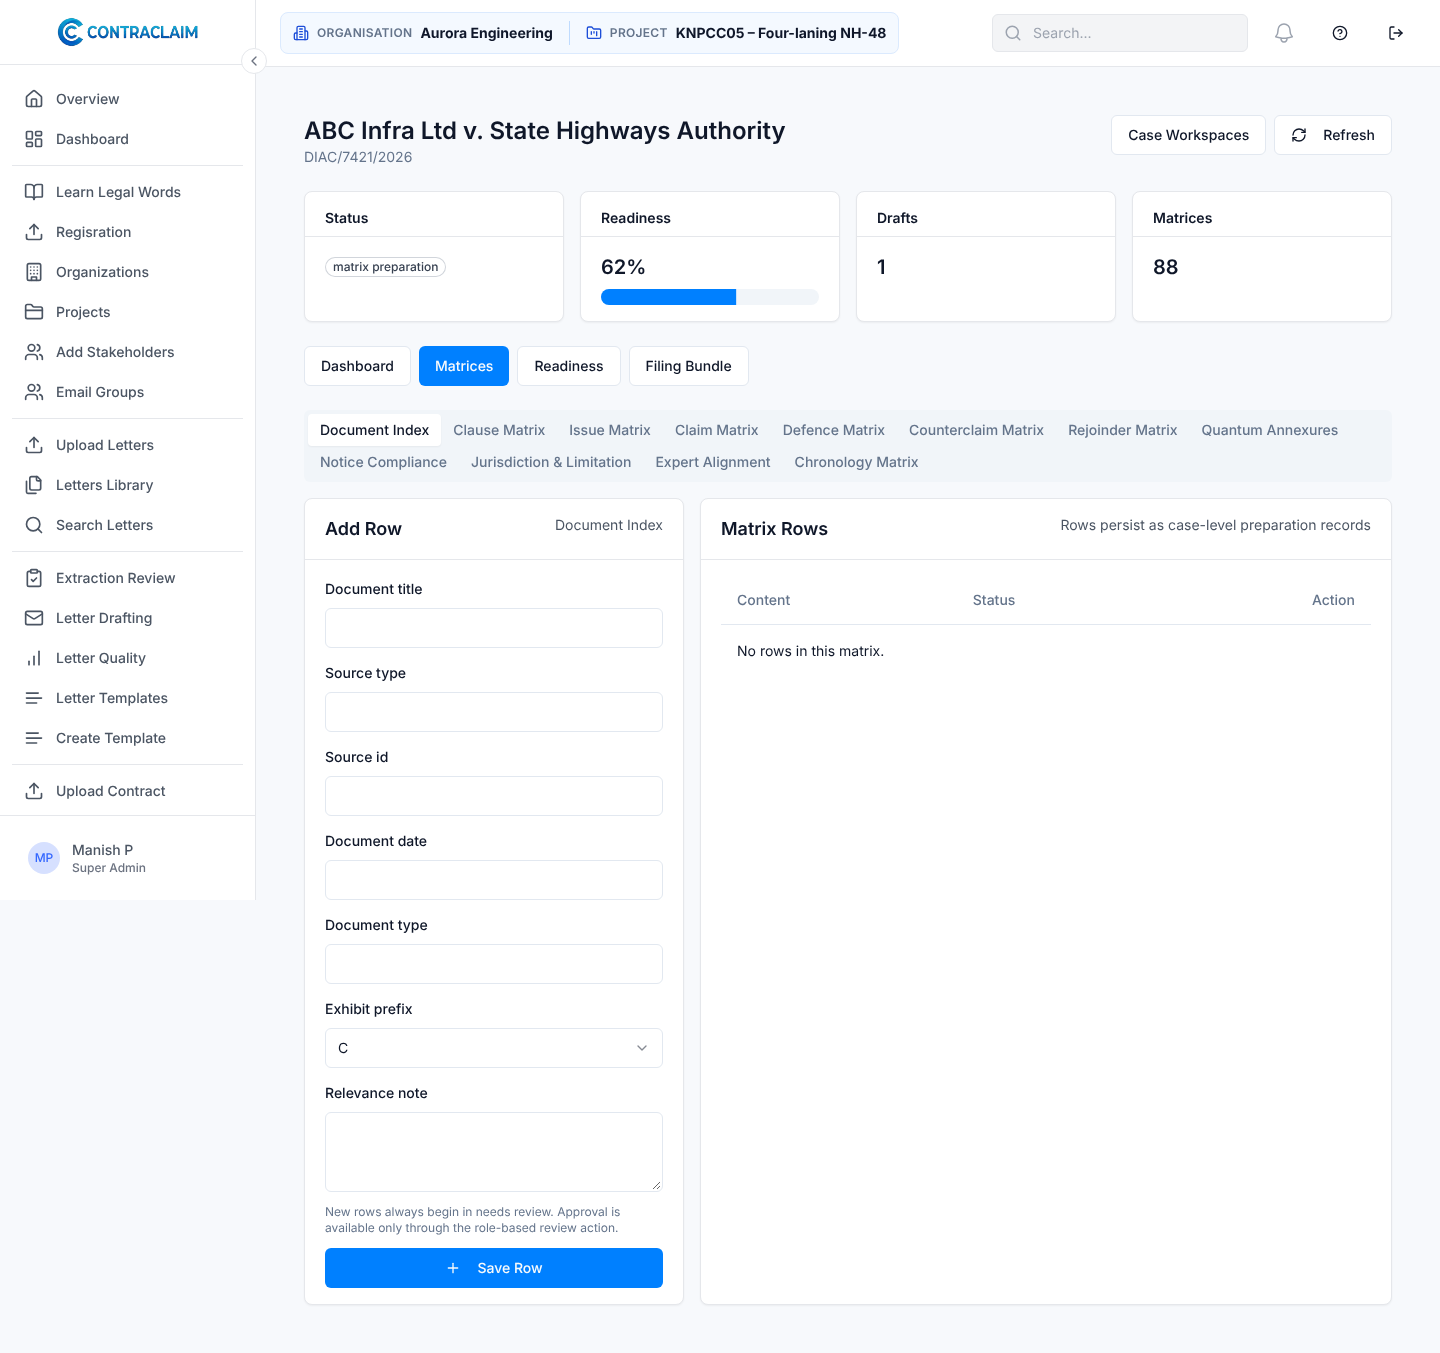 CONTRACLAIM
ORGANISATION Aurora Engineering
PROJECT KNPCC05 – Four-laning NH-48
Search...
Overview
Dashboard
Learn Legal Words
Regisration
Organizations
Projects
Add Stakeholders
Email Groups
Upload Letters
Letters Library
Search Letters
Extraction Review
Letter Drafting
Letter Quality
Letter Templates
Create Template
Upload Contract
MP
Manish P
Super Admin
ABC Infra Ltd v. State Highways Authority
DIAC/7421/2026
Case Workspaces
Refresh
Status
matrix preparation
Readiness
62%
Drafts
1
Matrices
88
Dashboard Matrices Readiness Filing Bundle
Document Index Clause Matrix Issue Matrix Claim Matrix Defence Matrix Counterclaim Matrix Rejoinder Matrix Quantum Annexures
Notice Compliance Jurisdiction & Limitation Expert Alignment Chronology Matrix
Add Row Document Index
Document title
Source type
Source id
Document date
Document type
Exhibit prefix
C
Relevance note
New rows always begin in needs review. Approval is
available only through the role-based review action.
Save Row
Matrix Rows Rows persist as case-level preparation records
Content Status Action
No rows in this matrix.